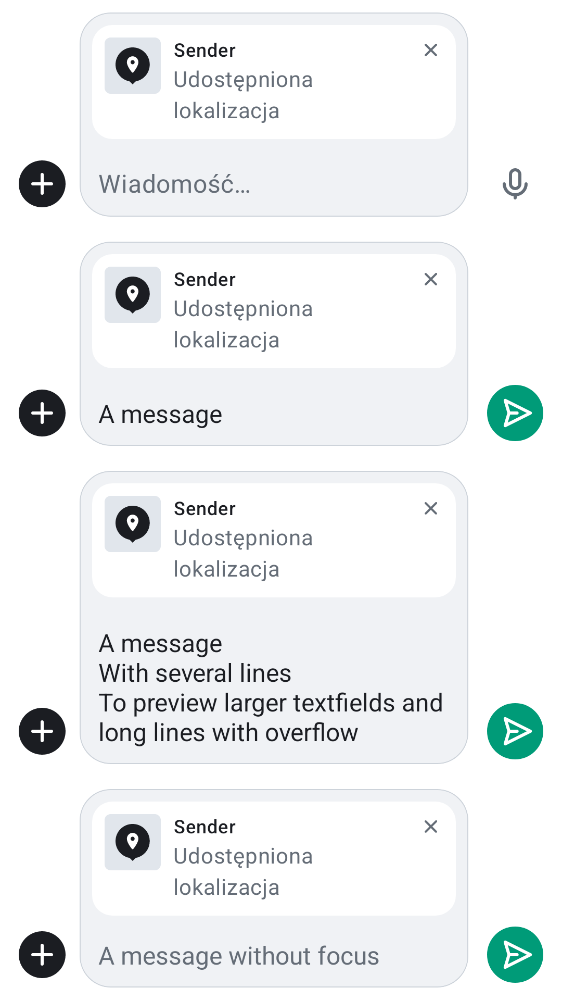 Sender
Udostępniona
lokalizacja
Wiadomość…
Sender
Udostępniona
lokalizacja
A message
Sender
Udostępniona
lokalizacja
A message
With several lines
To preview larger textfields and
long lines with overflow
Sender
Udostępniona
lokalizacja
A message without focus